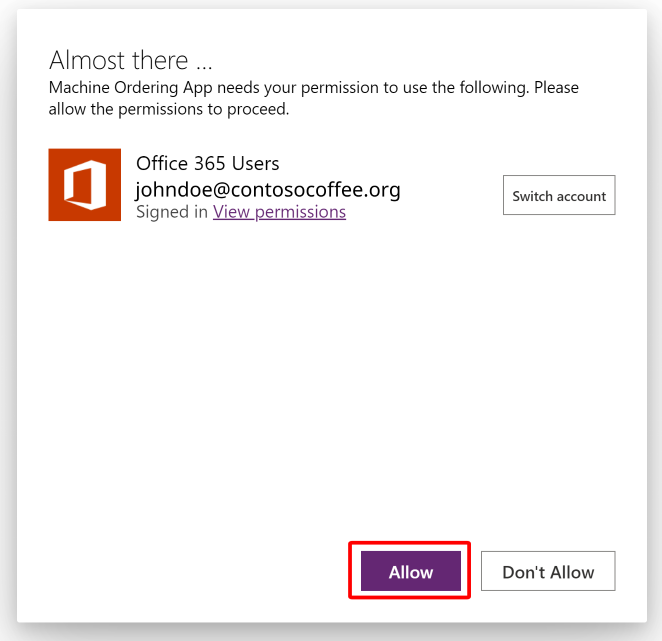 Almost there ...
Machine Ordering App needs your permission to use the following. Please
allow the permissions to proceed.
Office 365 Users
johndoe@contosocoffee.org
Switch account
Signed in View permissions
Allow
Don't Allow